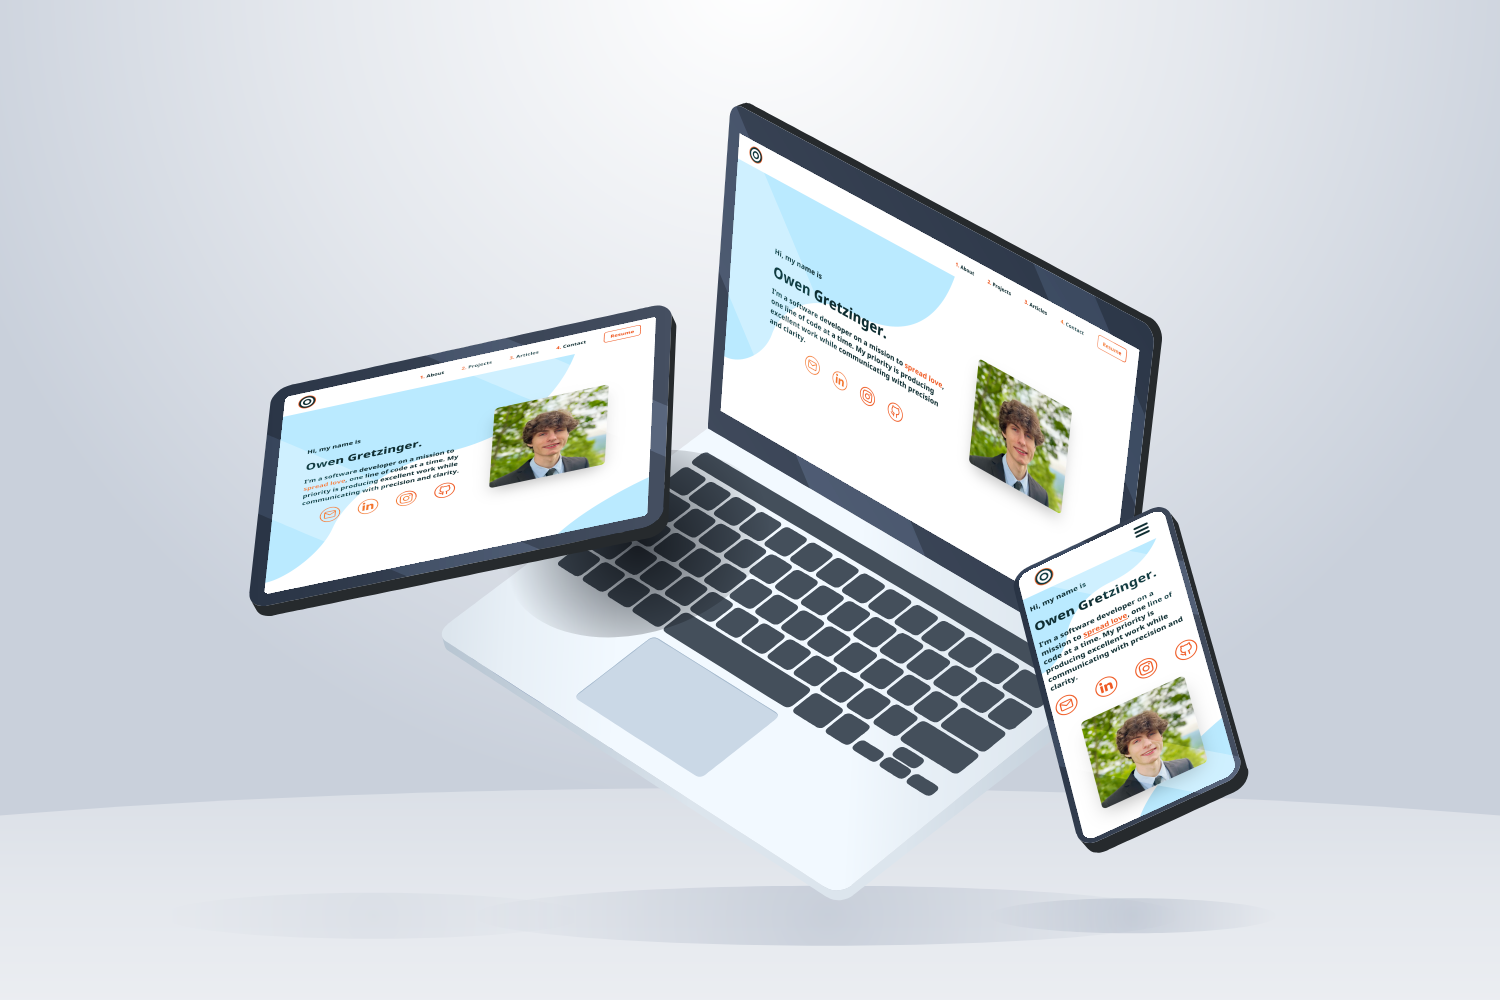 1. About
2. Projects
3. Articles
4. Contact
Resume
Hi, my name is
Owen Gretzinger.
I'm a software developer on a mission to spread love,
one line of code at a time. My priority is producing
excellent work while communicating with precision
and clarity.
in
1. About
2. Projects
3. Articles
4. Contact
Resume
Hi, my name is
Owen Gretzinger.
I'm a software developer on a mission to
spread love, one line of code at a time. My
priority is producing excellent work while
communicating with precision and clarity.
in
Hi, my name is
Owen Gretzinger.
I'm a software developer on a
mission to spread love, one line of
code at a time. My priority is
producing excellent work while
communicating with precision and
clarity.
in